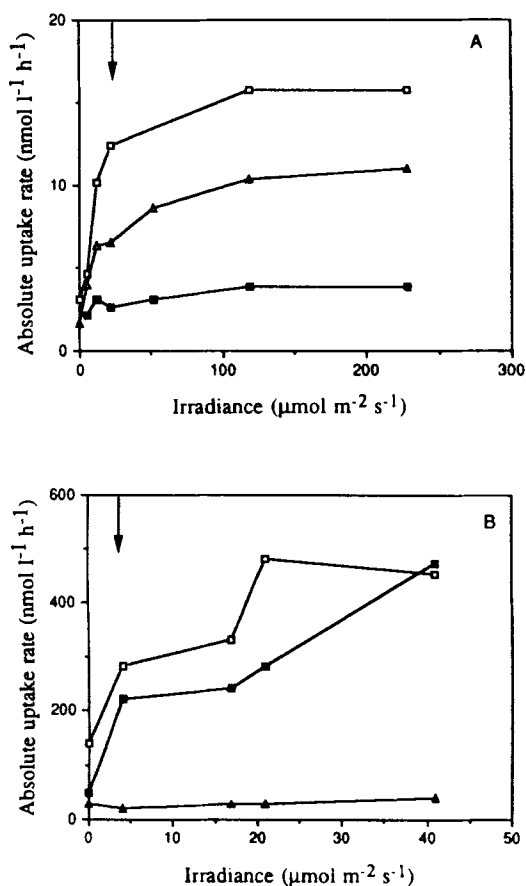 A
20
10
0
Absolute uptake rate (nmol l⁻¹ h⁻¹)
0 100 200 300
Irradiance (μmol m⁻² s⁻¹)
B
600
400
200
0
Absolute uptake rate (nmol l⁻¹ h⁻¹)
0 10 20 30 40 50
Irradiance (μmol m⁻² s⁻¹)